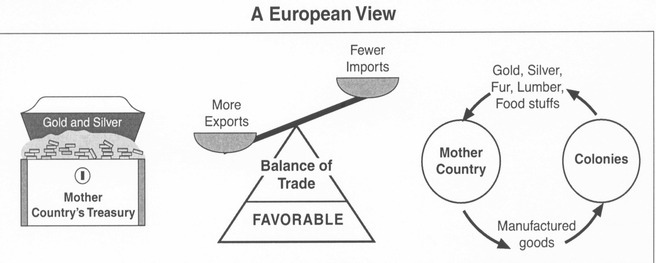 A European View
Gold and Silver
Mother
Country's Treasury
More
Exports
Fewer
Imports
Balance of
Trade
FAVORABLE
Gold, Silver,
Fur, Lumber,
Food stuffs
Mother
Country
Colonies
Manufactured
goods